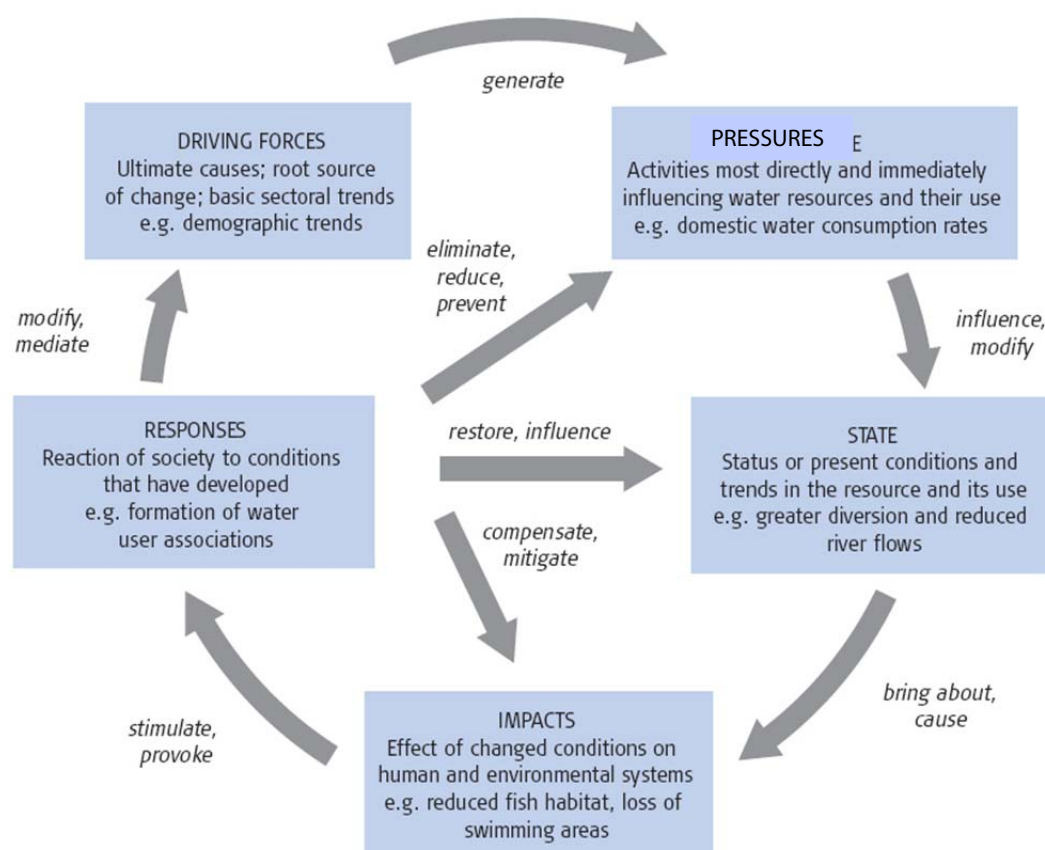 generate
DRIVING FORCES
Ultimate causes; root source
of change; basic sectoral trends
e.g. demographic trends
PRESSURES E
Activities most directly and immediately
influencing water resources and their use
e.g. domestic water consumption rates
eliminate,
reduce,
prevent
modify,
mediate
influence,
modify
RESPONSES
Reaction of society to conditions
that have developed
e.g. formation of water
user associations
restore, influence
STATE
Status or present conditions and
trends in the resource and its use
e.g. greater diversion and reduced
river flows
compensate,
mitigate
bring about,
cause
stimulate,
provoke
IMPACTS
Effect of changed conditions on
human and environmental systems
e.g. reduced fish habitat, loss of
swimming areas